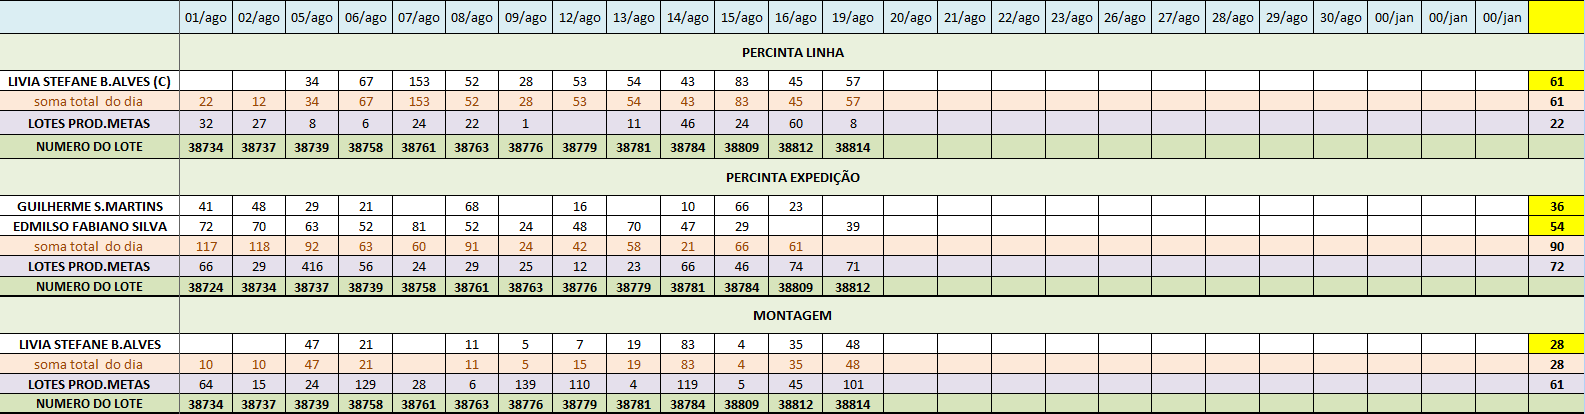 01/ago 02/ago 05/ago 06/ago 07/ago 08/ago 09/ago 12/ago 13/ago 14/ago 15/ago 16/ago 19/ago 20/ago 21/ago 22/ago 23/ago 26/ago 27/ago 28/ago 29/ago 30/ago 00/jan 00/jan 00/jan
PERCINTA LINHA
LIVIA STEFANE B.ALVES (C) 34 67 153 52 28 53 54 43 83 45 57 61
soma total do dia 22 12 34 67 153 52 28 53 54 43 83 45 57 61
LOTES PROD.METAS 32 27 8 6 24 22 1 11 46 24 60 8 22
NUMERO DO LOTE 38734 38737 38739 38758 38761 38763 38776 38779 38781 38784 38809 38812 38814
PERCINTA EXPEDIÇÃO
GUILHERME S.MARTINS 41 48 29 21 68 16 10 66 23 36
EDMILSO FABIANO SILVA 72 70 63 52 81 52 24 48 70 47 29 39 54
soma total do dia 117 118 92 63 60 91 24 42 58 21 66 61 90
LOTES PROD.METAS 66 29 416 56 24 29 25 12 23 66 46 74 71 72
NUMERO DO LOTE 38724 38734 38737 38739 38758 38761 38763 38776 38779 38781 38784 38809 38812
MONTAGEM
LIVIA STEFANE B.ALVES 47 21 11 5 7 19 83 4 35 48 28
soma total do dia 10 10 47 21 11 5 15 19 83 4 35 48 28
LOTES PROD.METAS 64 15 24 129 28 6 139 110 4 119 5 45 101 61
NUMERO DO LOTE 38734 38737 38739 38758 38761 38763 38776 38779 38781 38784 38809 38812 38814